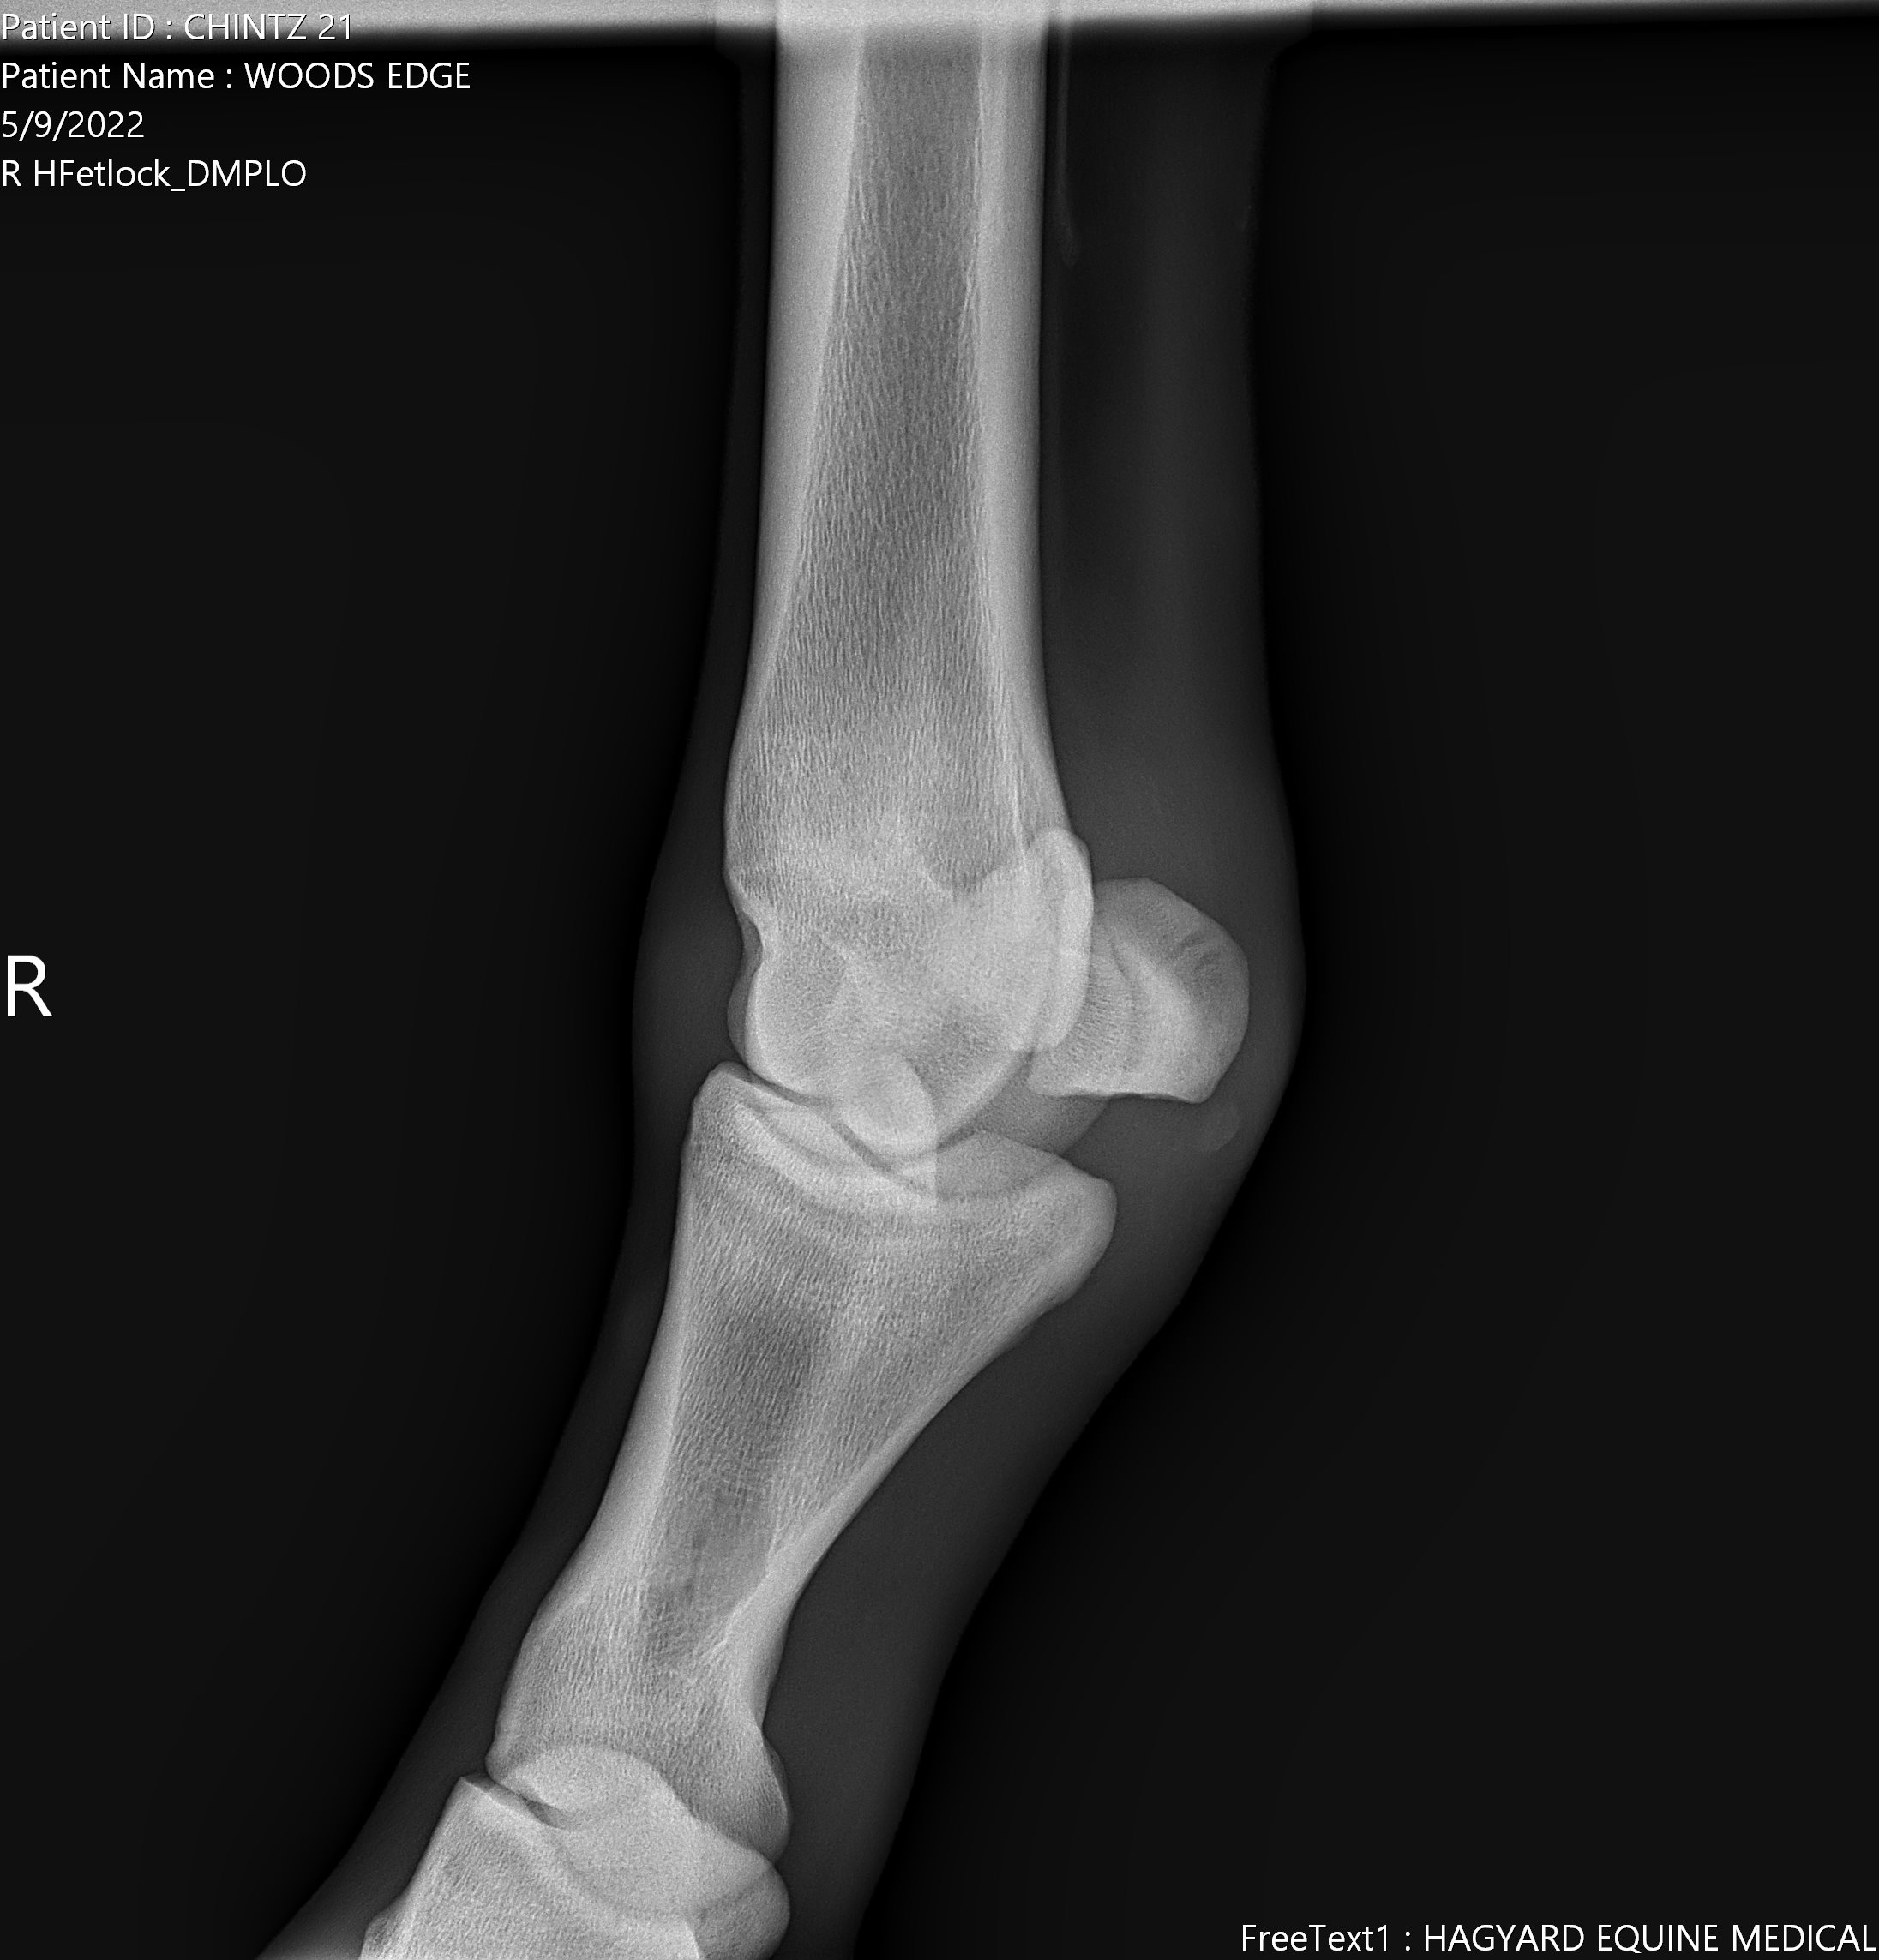 Patient ID : CHINTZ 21
Patient Name : WOODS EDGE
5/9/2022
R HFetlock_DMPLO
R
FreeText1 : HAGYARD EQUINE MEDICAL